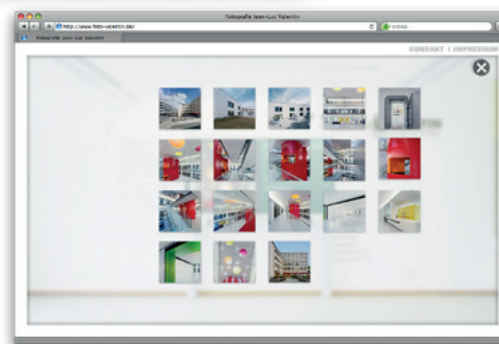 Fotografie Jean-Luc Valentin
http://www.foto-valentin.de/
Fotografie Jean-Luc Valentin
KONTAKT | IMPRESSUM